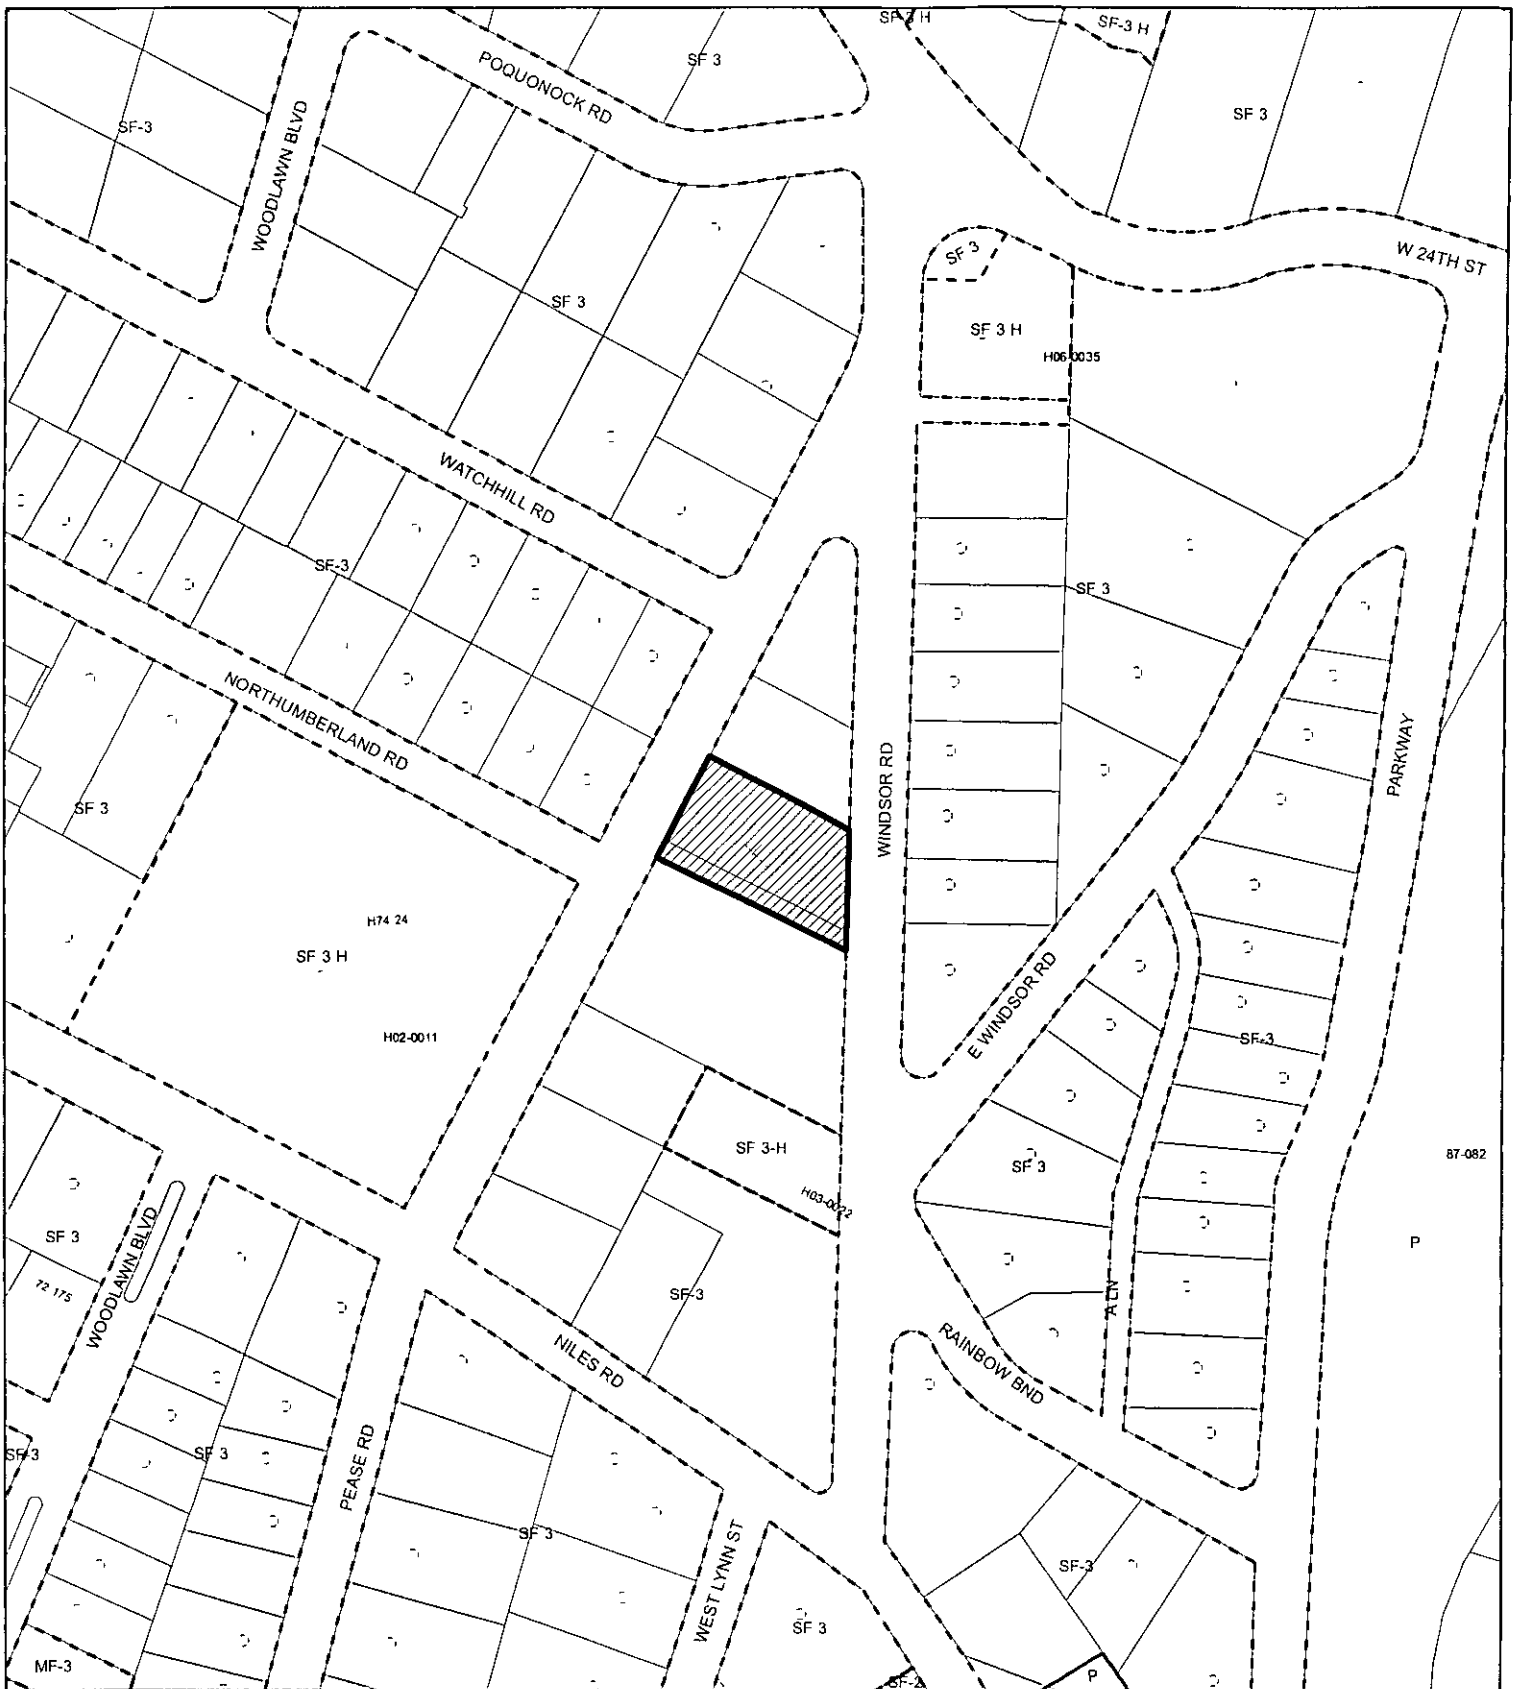 SF 3 H
SF-3 H
SF 3
POQUONOCK RD
SF 3
SF-3
WOODLAWN BLVD
SF 3
W 24TH ST
SF 3
SF 3 H
H06-0035
WATCHHILL RD
SF-3
SF 3
NORTHUMBERLAND RD
WINDSOR RD
PARKWAY
SF 3
H74 24
SF 3 H
H02-0011
E WINDSOR RD
SF-3
SF 3-H
SF 3
87-082
H03-0022
SF 3
WOODLAWN BLVD
P
72 175
SF-3
A LN
NILES RD
RAINBOW BND
SF-3
SF 3
PEASE RD
SF 3
WEST LYNN ST
SF-3
SF 3
MF-3
SF-2
P